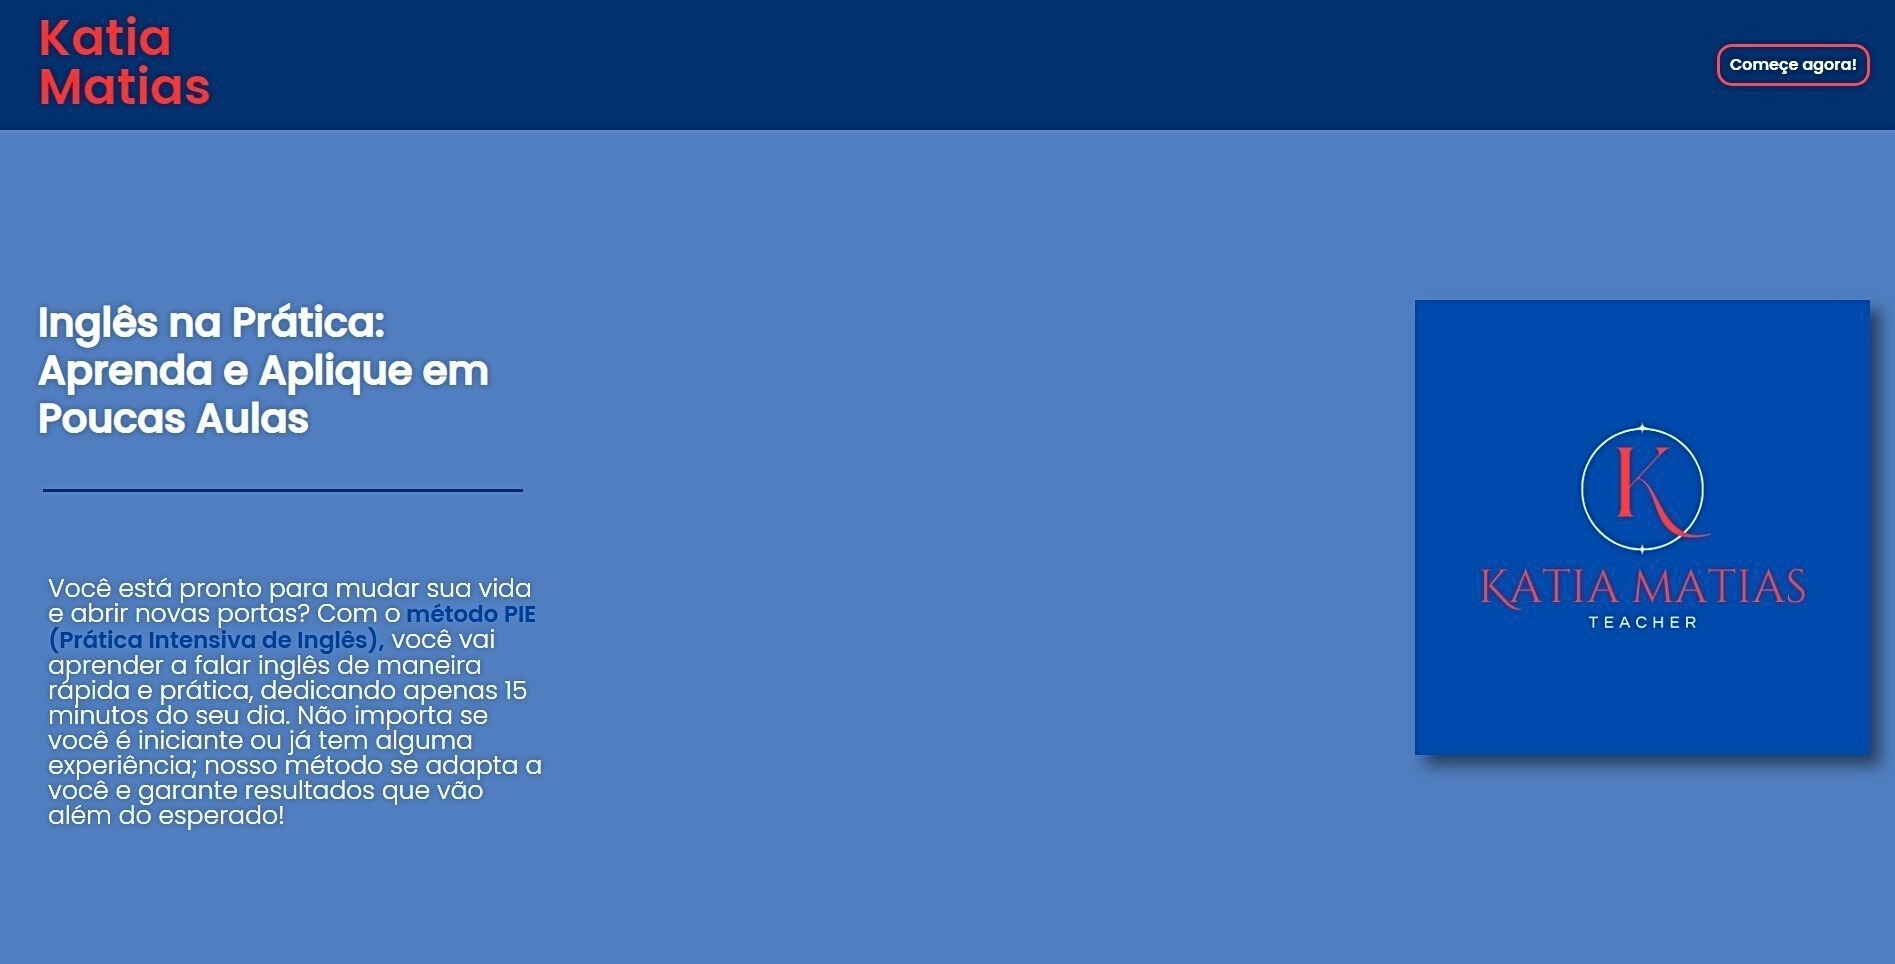 Katia
Matias
Começe agora!
Inglês na Prática:
Aprenda e Aplique em
Poucas Aulas
Você está pronto para mudar sua vida
e abrir novas portas? Com o método PIE
(Prática Intensiva de Inglês), você vai
aprender a falar inglês de maneira
rápida e prática, dedicando apenas 15
minutos do seu dia. Não importa se
você é iniciante ou já tem alguma
experiência; nosso método se adapta a
você e garante resultados que vão
além do esperado!
K
KATIA MATIAS
TEACHER